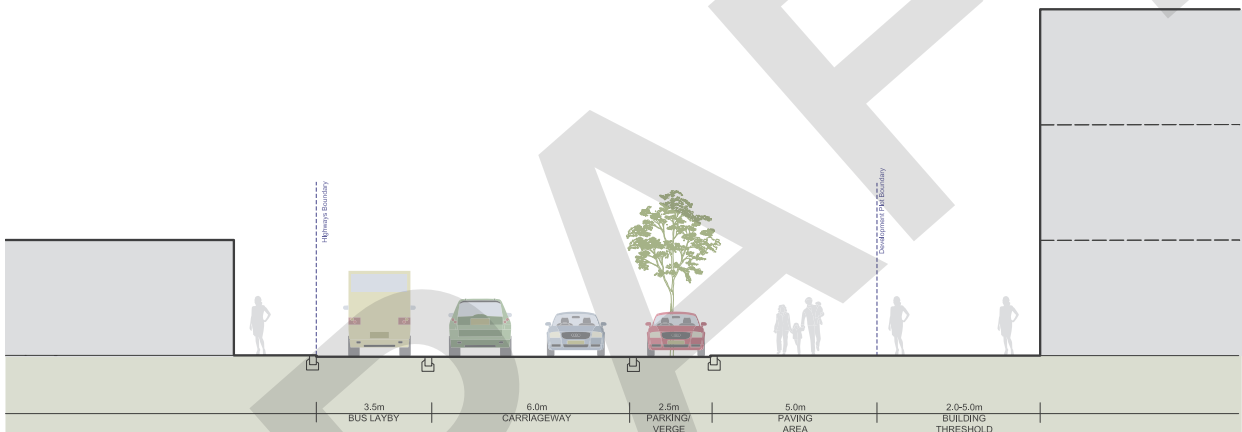 Highways Boundary
Development Plot Boundary
3.5m
BUS LAYBY
6.0m
CARRIAGEWAY
2.5m
PARKING/
VERGE
5.0m
PAVING
AREA
2.0-5.0m
BUILDING
THRESHOLD